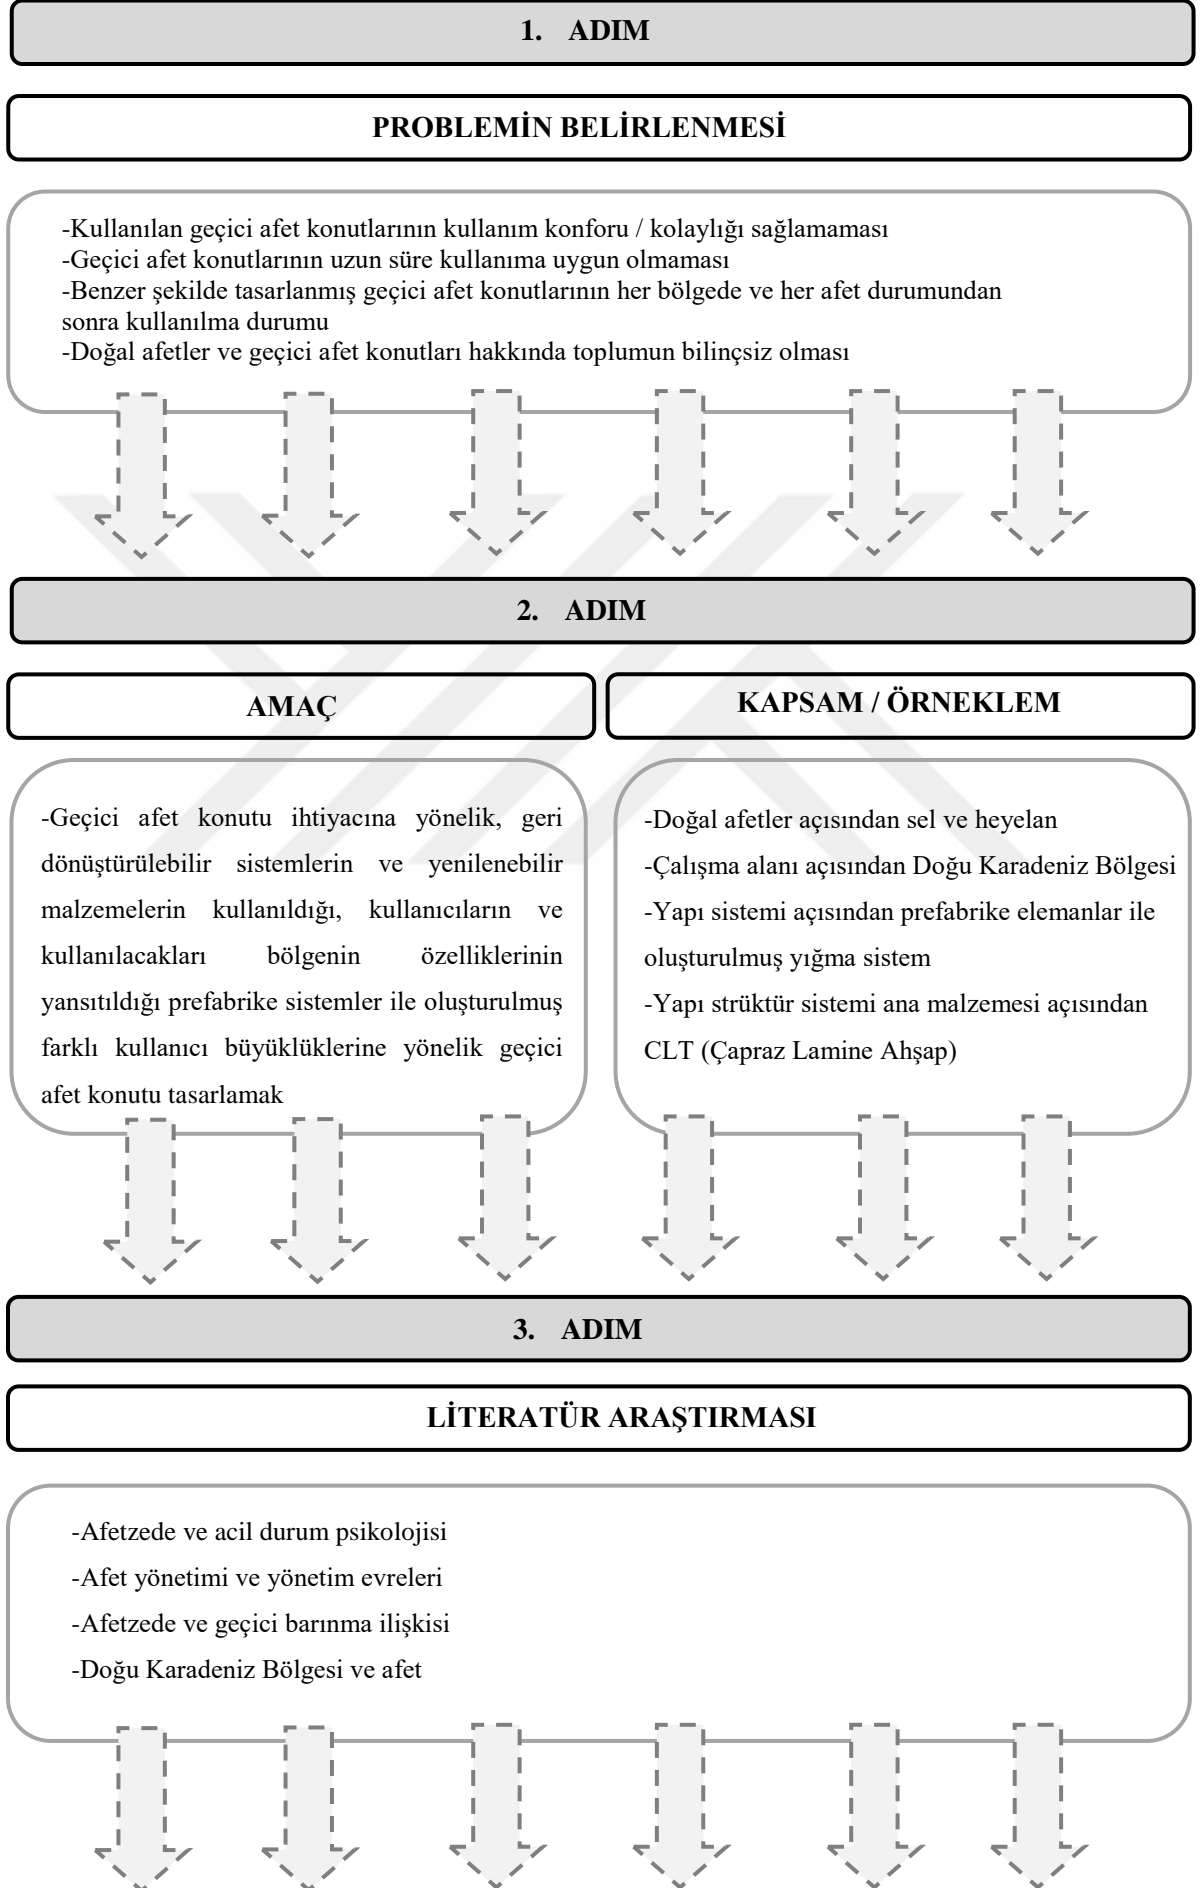 1. ADIM
PROBLEMİN BELİRLENMESİ
-Kullanılan geçici afet konutlarının kullanım konforu / kolaylığı sağlamaması
-Geçici afet konutlarının uzun süre kullanıma uygun olmaması
-Benzer şekilde tasarlanmış geçici afet konutlarının her bölgede ve her afet durumundan
sonra kullanılma durumu
-Doğal afetler ve geçici afet konutları hakkında toplumun bilinçsiz olması
2. ADIM
AMAÇ
-Geçici afet konutu ihtiyacına yönelik, geri
dönüştürülebilir sistemlerin ve yenilenebilir
malzemelerin kullanıldığı, kullanıcıların ve
kullanılacakları bölgenin özelliklerinin
yansıtıldığı prefabrike sistemler ile oluşturulmuş
farklı kullanıcı büyüklüklerine yönelik geçici
afet konutu tasarlamak
KAPSAM / ÖRNEKLEM
-Doğal afetler açısından sel ve heyelan
-Çalışma alanı açısından Doğu Karadeniz Bölgesi
-Yapı sistemi açısından prefabrike elemanlar ile
oluşturulmuş yığma sistem
-Yapı strüktür sistemi ana malzemesi açısından
CLT (Çapraz Lamine Ahşap)
3. ADIM
LİTERATÜR ARAŞTIRMASI
-Afetzede ve acil durum psikolojisi
-Afet yönetimi ve yönetim evreleri
-Afetzede ve geçici barınma ilişkisi
-Doğu Karadeniz Bölgesi ve afet